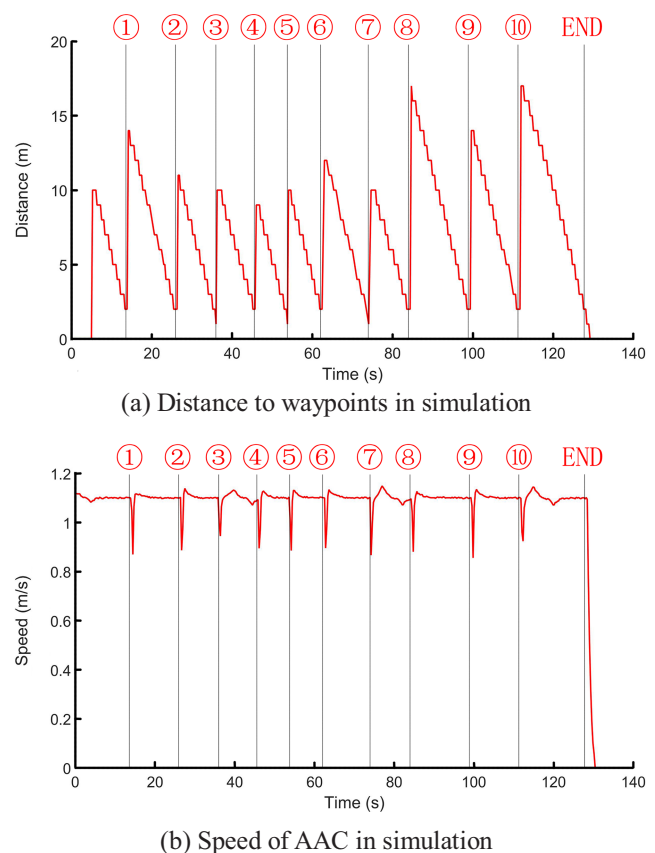 ① ② ③ ④ ⑤ ⑥ ⑦ ⑧ ⑨ ⑩ END
20
15
10
5
0
Distance (m)
0 20 40 60 80 100 120 140
Time (s)
(a) Distance to waypoints in simulation
① ② ③ ④ ⑤ ⑥ ⑦ ⑧ ⑨ ⑩ END
1.2
1
0.8
0.6
0.4
0.2
0
Speed (m/s)
0 20 40 60 80 100 120 140
Time (s)
(b) Speed of AAC in simulation